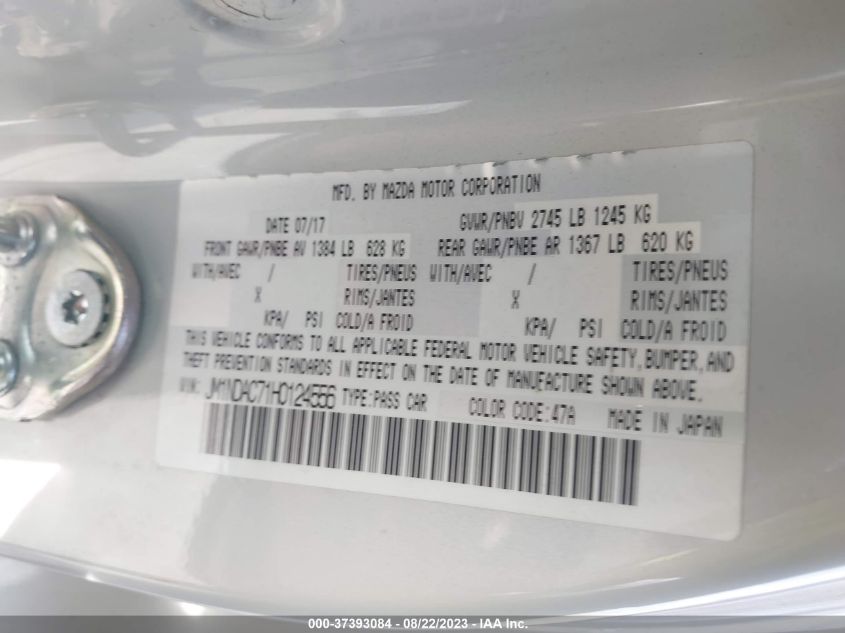 MFD. BY MAZDA MOTOR CORPORATION
DATE 07/17 GVWR/PNBV 2745 LB 1245 KG
FRONT GAWR/PNBE AV 1384 LB 628 KG REAR GAWR/PNBE AR 1367 LB 620 KG
WITH/AVEC / TIRES/PNEUS WITH/AVEC / TIRES/PNEUS
X RIMS/JANTES X RIMS/JANTES
KPA/ PSI COLD/A FROID KPA/ PSI COLD/A FROID
THIS VEHICLE CONFORMS TO ALL APPLICABLE FEDERAL MOTOR VEHICLE SAFETY, BUMPER, AND
THEFT PREVENTION STANDARDS IN EFFECT ON THE DATE OF MANUFACTURE SHOWN ABOVE.
VIN: JM1NDAC71H0124556 TYPE:PASS CAR COLOR CODE:47A MADE IN JAPAN
000-37393084 - 08/22/2023 - IAA Inc.